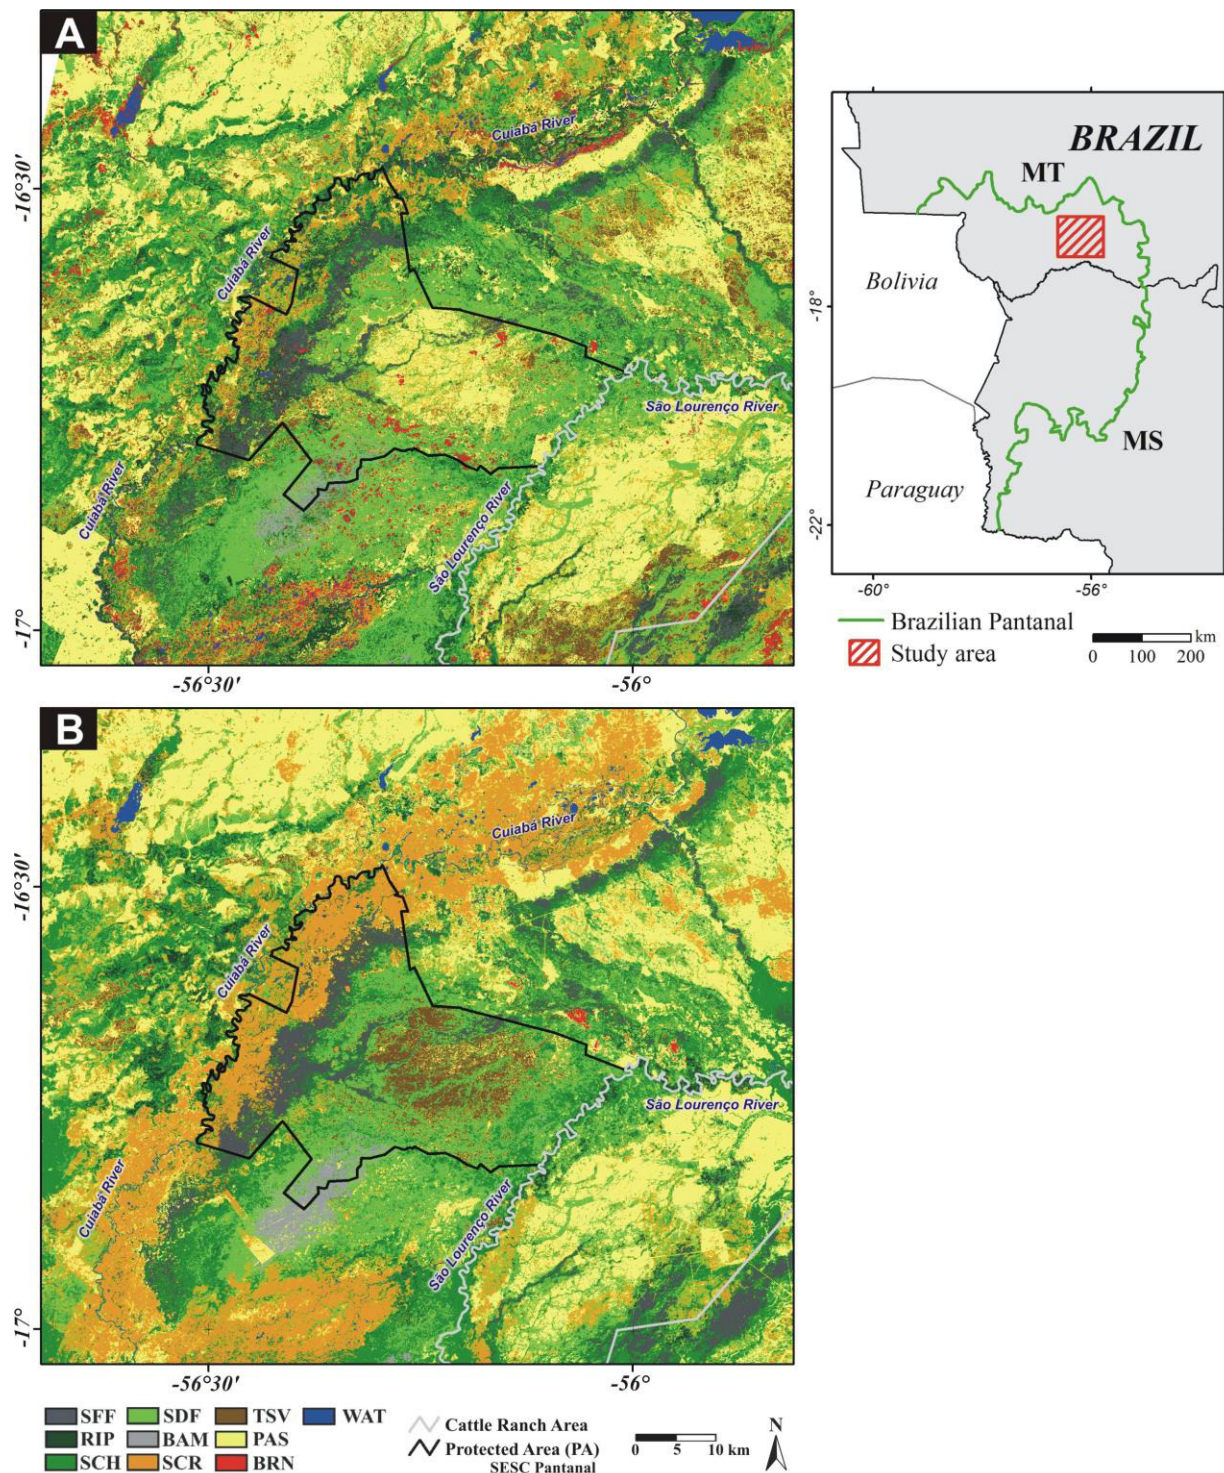 A
Cuiabá River
-16°30'
Cuiabá River
São Lourenço River
Cuiabá River
São Lourenço River
-17°
-56°30'
-56°
BRAZIL
MT
Bolivia
-18°
MS
Paraguay
-22°
-60°
-56°
Brazilian Pantanal
Study area
km
0 100 200
B
Cuiabá River
-16°30'
Cuiabá River
São Lourenço River
Cuiabá River
São Lourenço River
-17°
-56°30'
-56°
SFF SDF TSV WAT
RIP BAM PAS
SCH SCR BRN
Cattle Ranch Area
Protected Area (PA)
SESC Pantanal
0 5 10 km
N